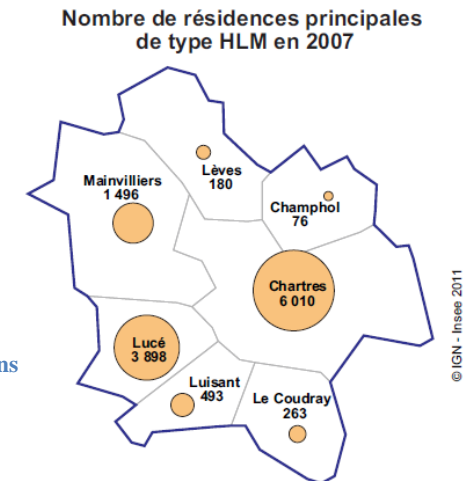 Nombre de résidences principales
de type HLM en 2007
Lèves
180
Mainvilliers
1 496
Champhol
76
Chartres
6 010
Lucé
3 898
ns
Luisant
493
Le Coudray
263
© IGN - Insee 2011